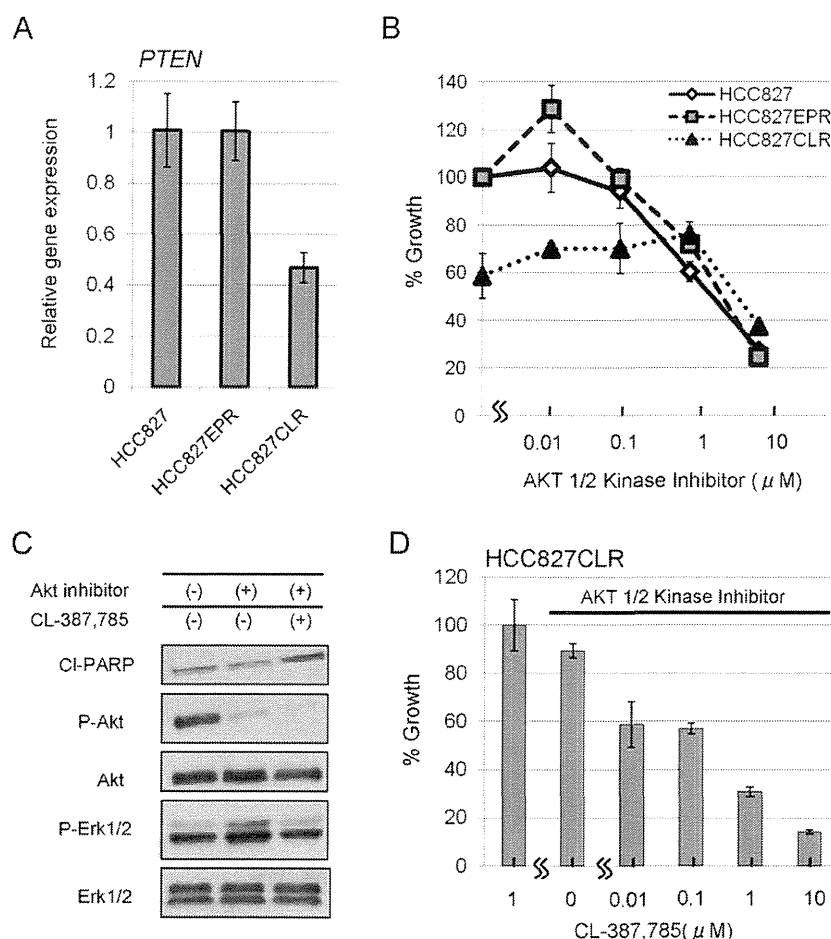 A
PTEN
Relative gene expression
1.2
1
0.8
0.6
0.4
0.2
0
HCC827
HCC827EPR
HCC827CLR
B
HCC827
HCC827EPR
HCC827CLR
% Growth
140
120
100
80
60
40
20
0
0.01
0.1
1
10
AKT 1/2 Kinase Inhibitor ( μ M)
C
Akt inhibitor (-) (+) (+)
CL-387,785 (-) (-) (+)
Cl-PARP
P-Akt
Akt
P-Erk1/2
Erk1/2
D
HCC827CLR
AKT 1/2 Kinase Inhibitor
% Growth
120
100
80
60
40
20
0
1
0
0.01
0.1
1
10
CL-387,785( μ M)